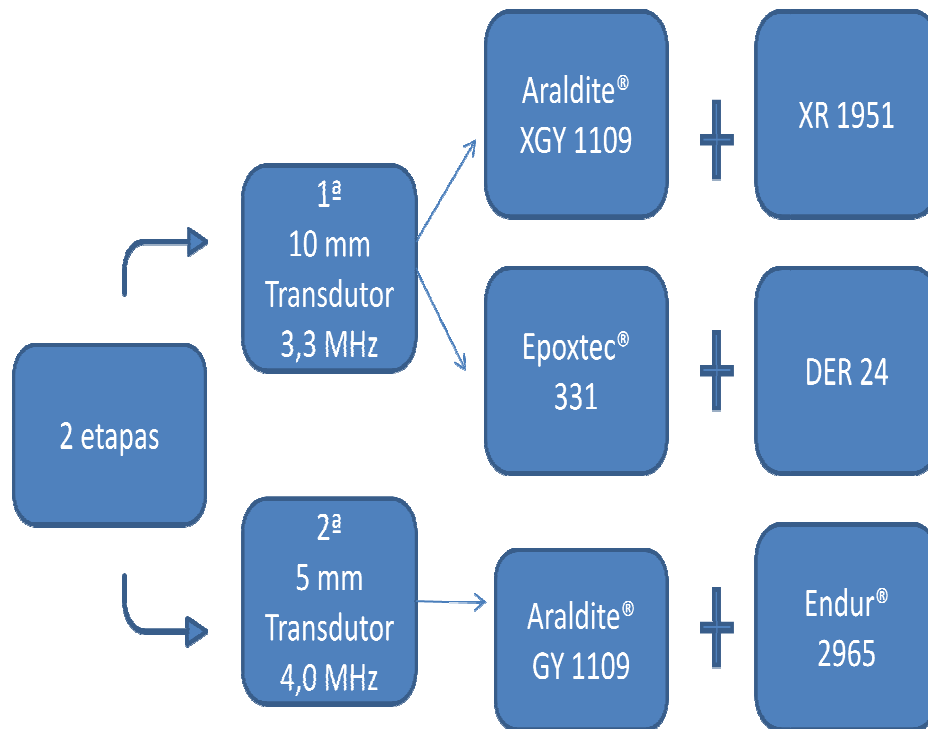 2 etapas
1ª
10 mm
Transdutor
3,3 MHz
Araldite®
XGY 1109
XR 1951
Epoxtec®
331
DER 24
2ª
5 mm
Transdutor
4,0 MHz
Araldite®
GY 1109
Endur®
2965